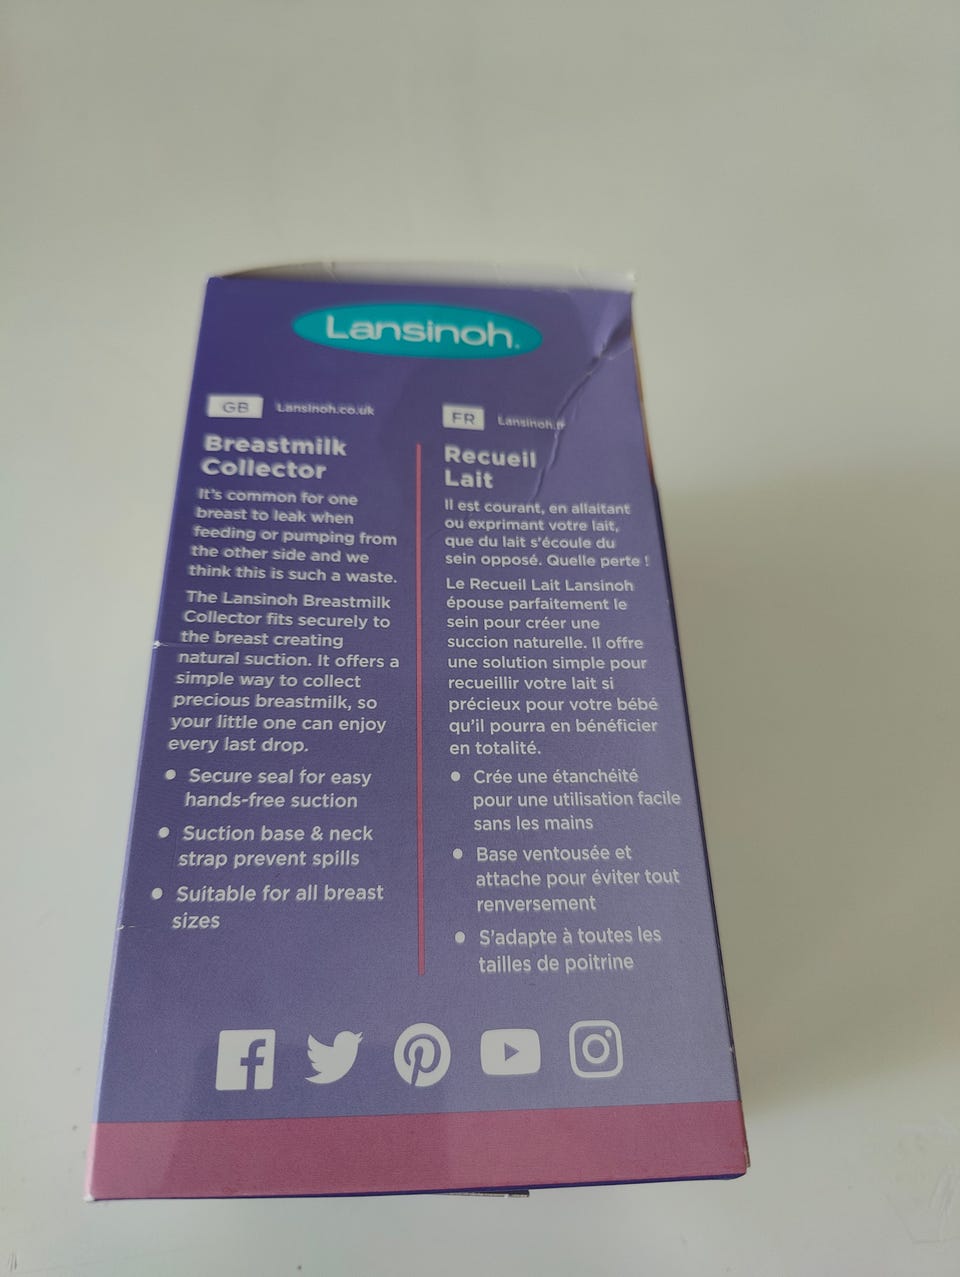 Lansinoh.
GB Lansinoh.co.uk
Breastmilk
Collector
It's common for one
breast to leak when
feeding or pumping from
the other side and we
think this is such a waste.
The Lansinoh Breastmilk
Collector fits securely to
the breast creating
natural suction. It offers a
simple way to collect
precious breastmilk, so
your little one can enjoy
every last drop.
• Secure seal for easy
hands-free suction
• Suction base & neck
strap prevent spills
• Suitable for all breast
sizes
FR Lansinoh.fr
Recueil
Lait
Il est courant, en allaitant
ou exprimant votre lait,
que du lait s'écoule du
sein opposé. Quelle perte !
Le Recueil Lait Lansinoh
épouse parfaitement le
sein pour créer une
succion naturelle. Il offre
une solution simple pour
recueillir votre lait si
précieux pour votre bébé
qu'il pourra en bénéficier
en totalité.
• Crée une étanchéité
pour une utilisation facile
sans les mains
• Base ventousée et
attache pour éviter tout
renversement
• S'adapte à toutes les
tailles de poitrine